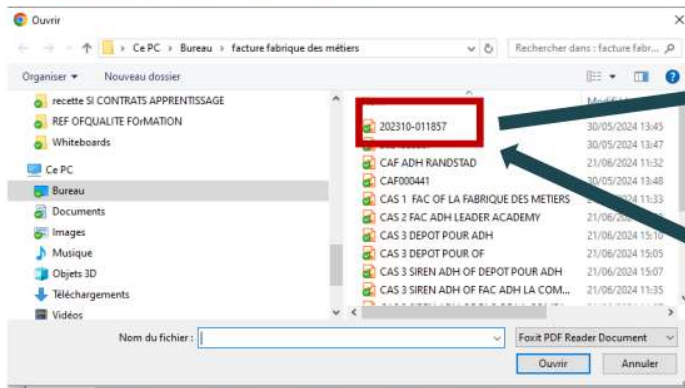 Ouvrir
Ce PC > Bureau > facture fabrique des métiers
Rechercher dans : facture fabr...
Organiser Nouveau dossier
recette SI CONTRATS APPRENTISSAGE
REF OFQUALITE FOrMATION
Whiteboards
Ce PC
Bureau
Documents
Images
Musique
Objets 3D
Téléchargements
Vidéos
202310-011857 30/05/2024 13:45
30/05/2024 13:47
CAF ADH RANDSTAD 21/06/2024 11:32
CAF000441 30/05/2024 13:48
CAS 1 FAC OF LA FABRIQUE DES METIERS 11:33
CAS 2 FAC ADH LEADER ACADEMY 21/06/
CAS 3 DEPOT POUR ADH 21/06/2024 15:10
CAS 3 DEPOT POUR OF 21/06/2024 15:05
CAS 3 SIREN ADH OF DEPOT POUR ADH 21/06/2024 15:07
CAS 3 SIREN ADH OF FAC ADH LA COM... 21/06/2024 11:35
Nom du fichier :
Foxit PDF Reader Document
Ouvrir Annuler